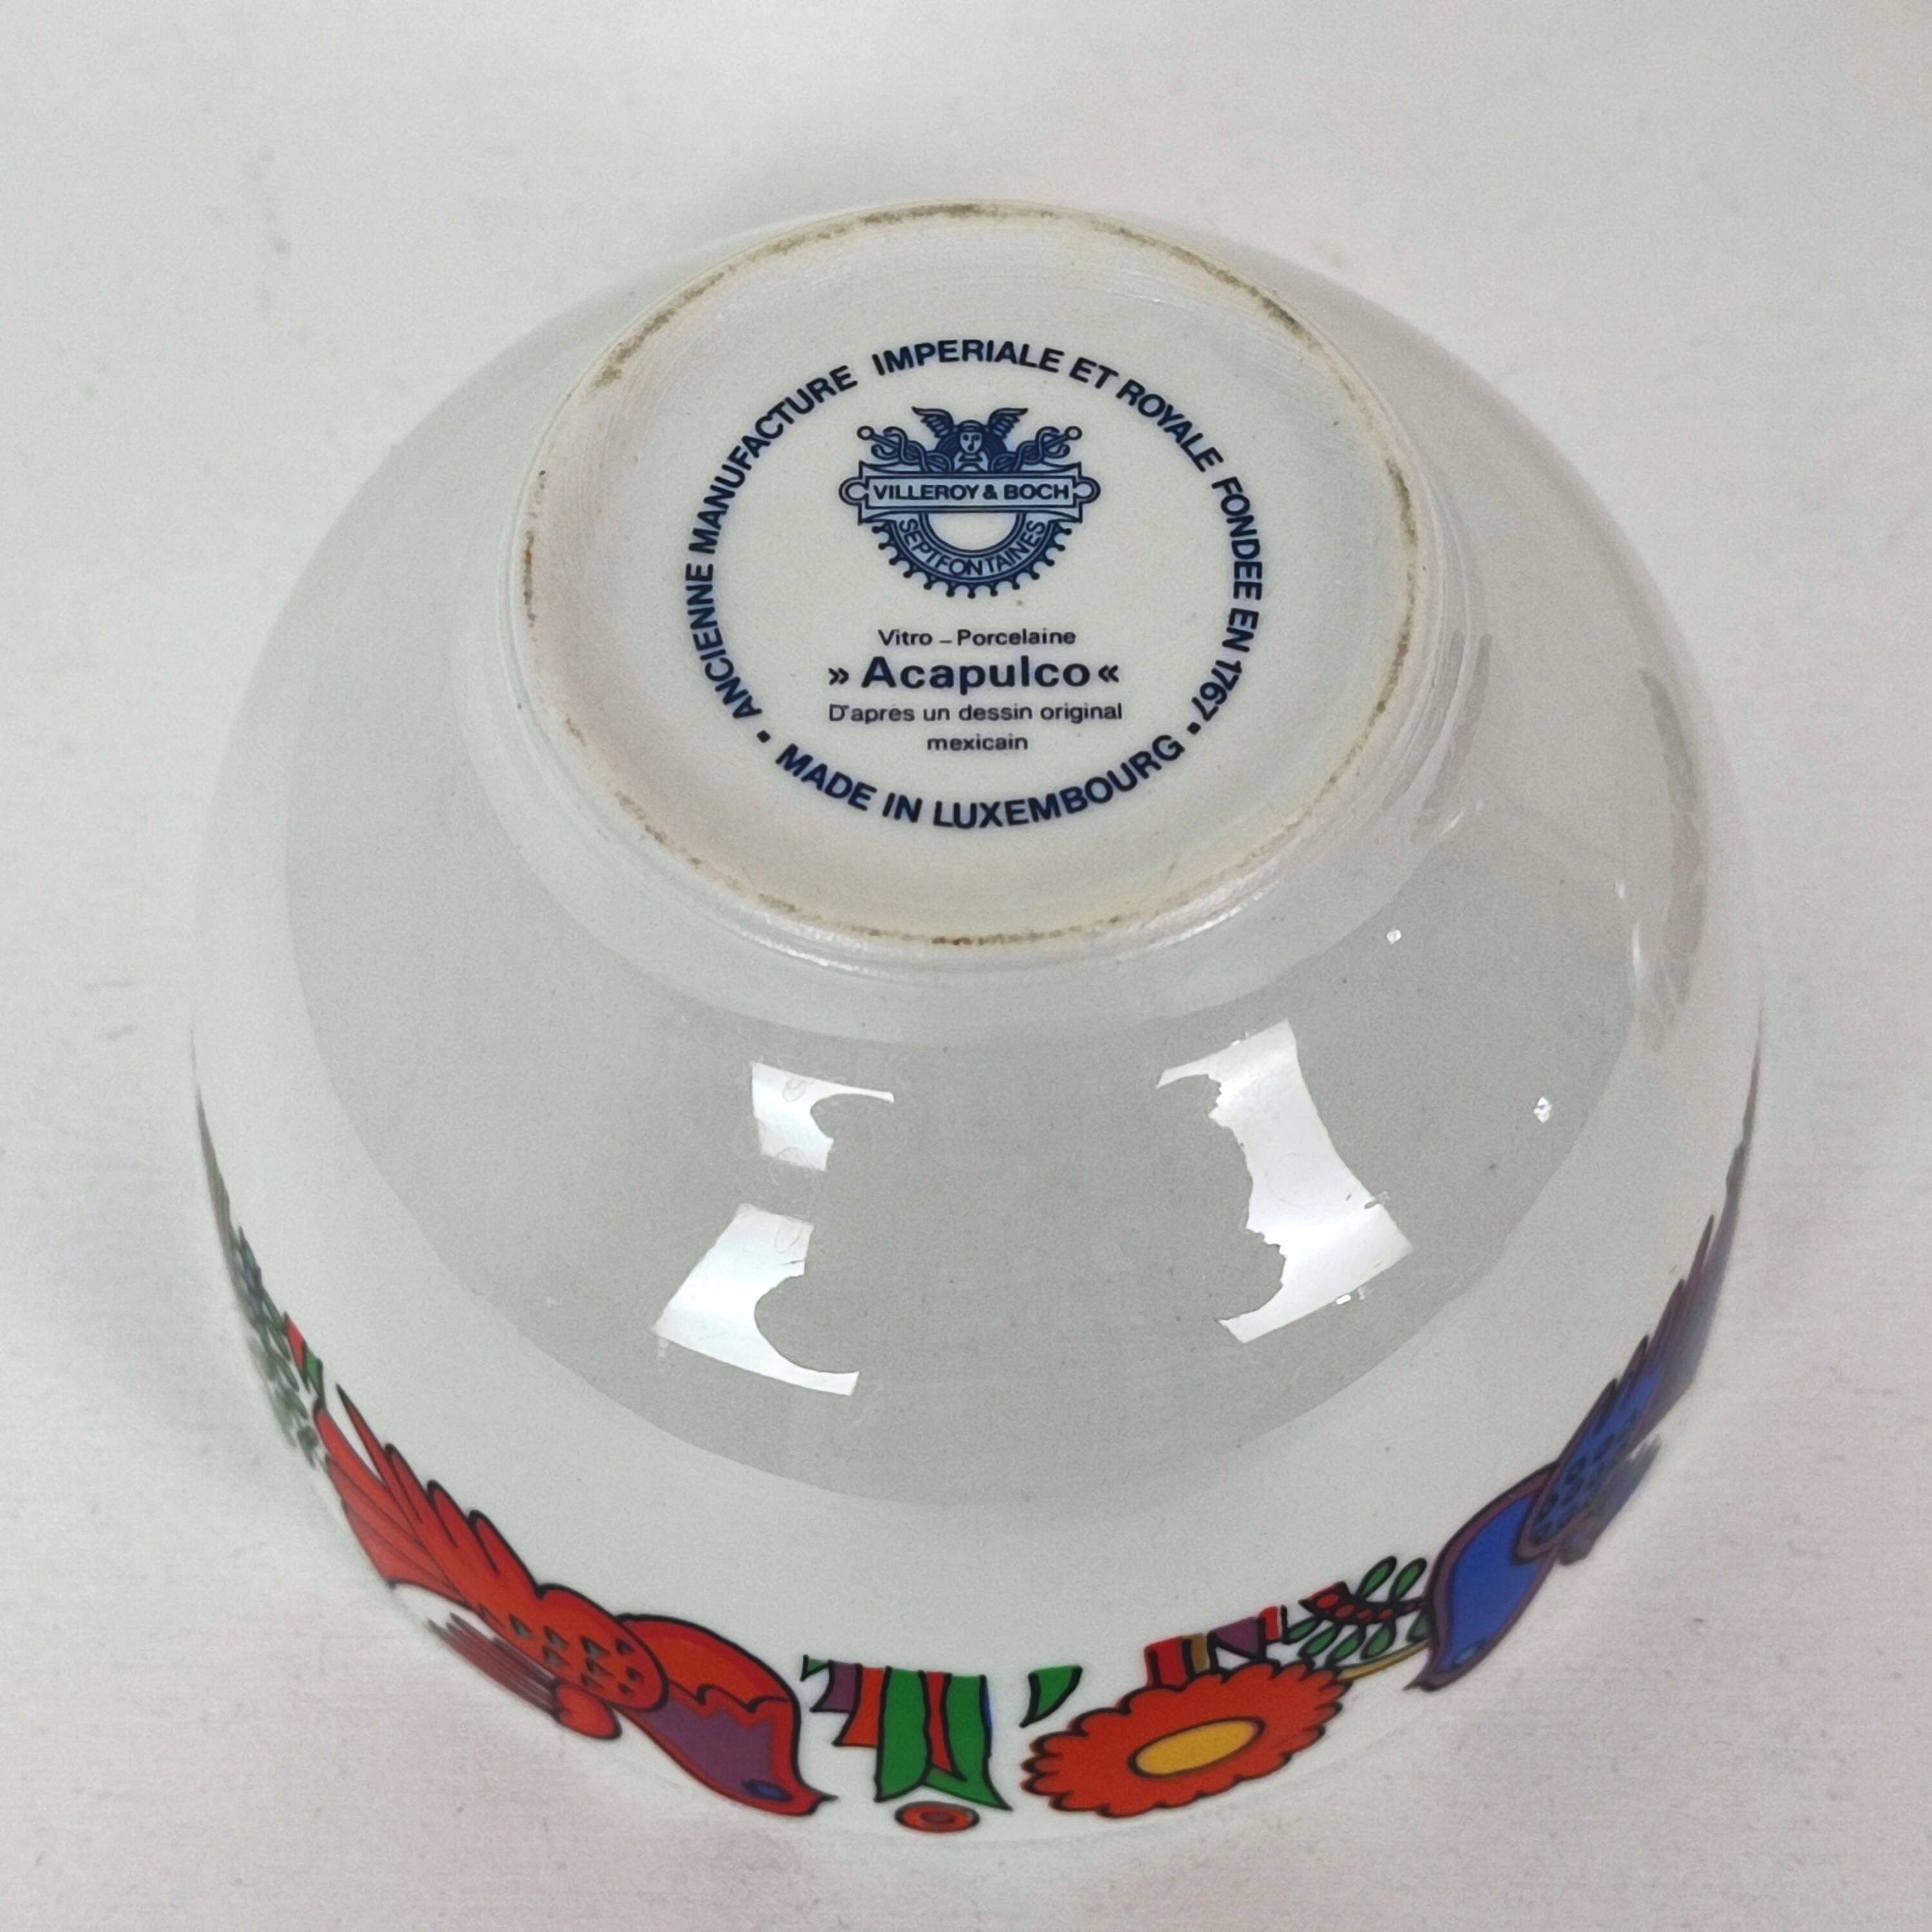 ANCIENNE MANUFACTURE IMPERIALE ET ROYALE FONDEE EN 1767 •
VILLEROY & BOCH
SEPTFONTAINES
Vitro – Porcelaine
» Acapulco «
D'apres un dessin original
mexicain
• MADE IN LUXEMBOURG